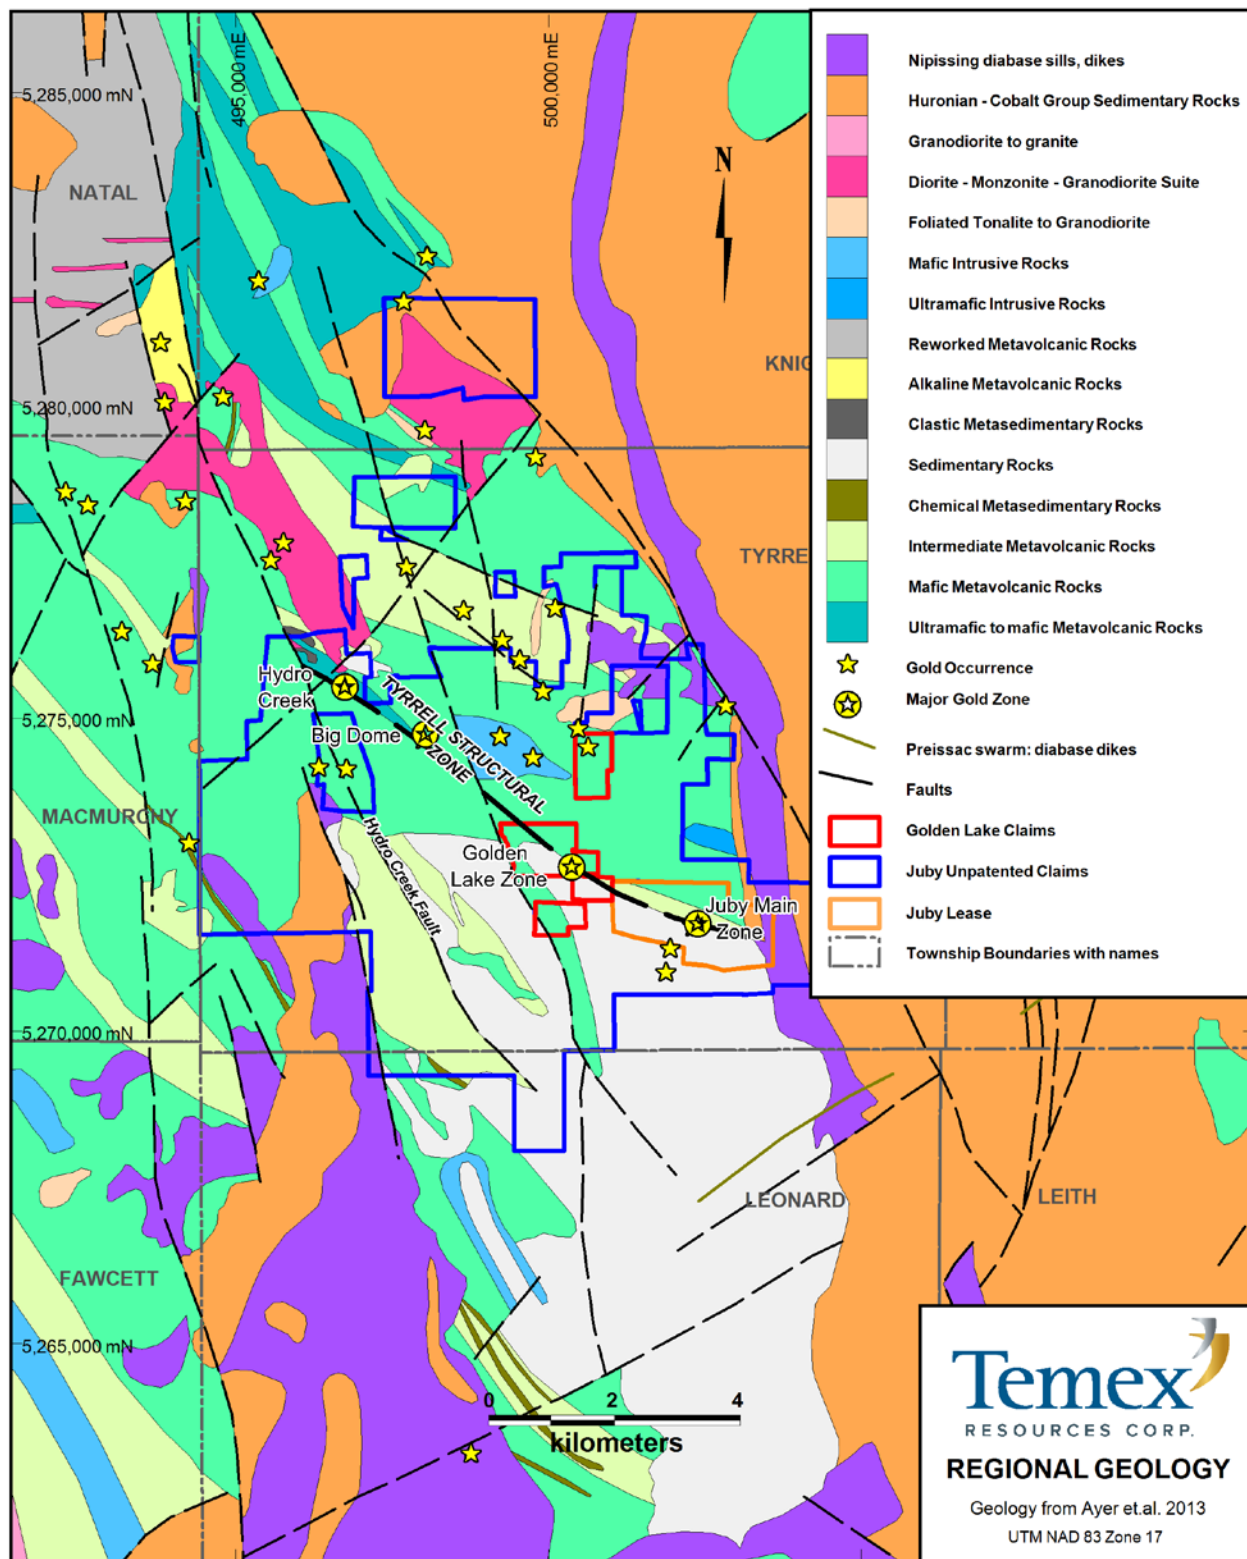 495,000 mE
500,000 mE
5,285,000 mN
NATAL
N
KNIG
5,280,000 mN
TYRRE
Hydro
Creek
5,275,000 mN
Big Dome
TYRRELL STRUCTURAL
ZONE
MACMURCHY
Hydro Creek Fault
Golden
Lake Zone
Juby Main
Zone
5,270,000 mN
LEONARD
LEITH
FAWCETT
5,265,000 mN
0 2 4
kilometers
Nipissing diabase sills, dikes
Huronian - Cobalt Group Sedimentary Rocks
Granodiorite to granite
Diorite - Monzonite - Granodiorite Suite
Foliated Tonalite to Granodiorite
Mafic Intrusive Rocks
Ultramafic Intrusive Rocks
Reworked Metavolcanic Rocks
Alkaline Metavolcanic Rocks
Clastic Metasedimentary Rocks
Sedimentary Rocks
Chemical Metasedimentary Rocks
Intermediate Metavolcanic Rocks
Mafic Metavolcanic Rocks
Ultramafic to mafic Metavolcanic Rocks
Gold Occurrence
Major Gold Zone
Preissac swarm: diabase dikes
Faults
Golden Lake Claims
Juby Unpatented Claims
Juby Lease
Township Boundaries with names
Temex
RESOURCES CORP.
REGIONAL GEOLOGY
Geology from Ayer et.al. 2013
UTM NAD 83 Zone 17